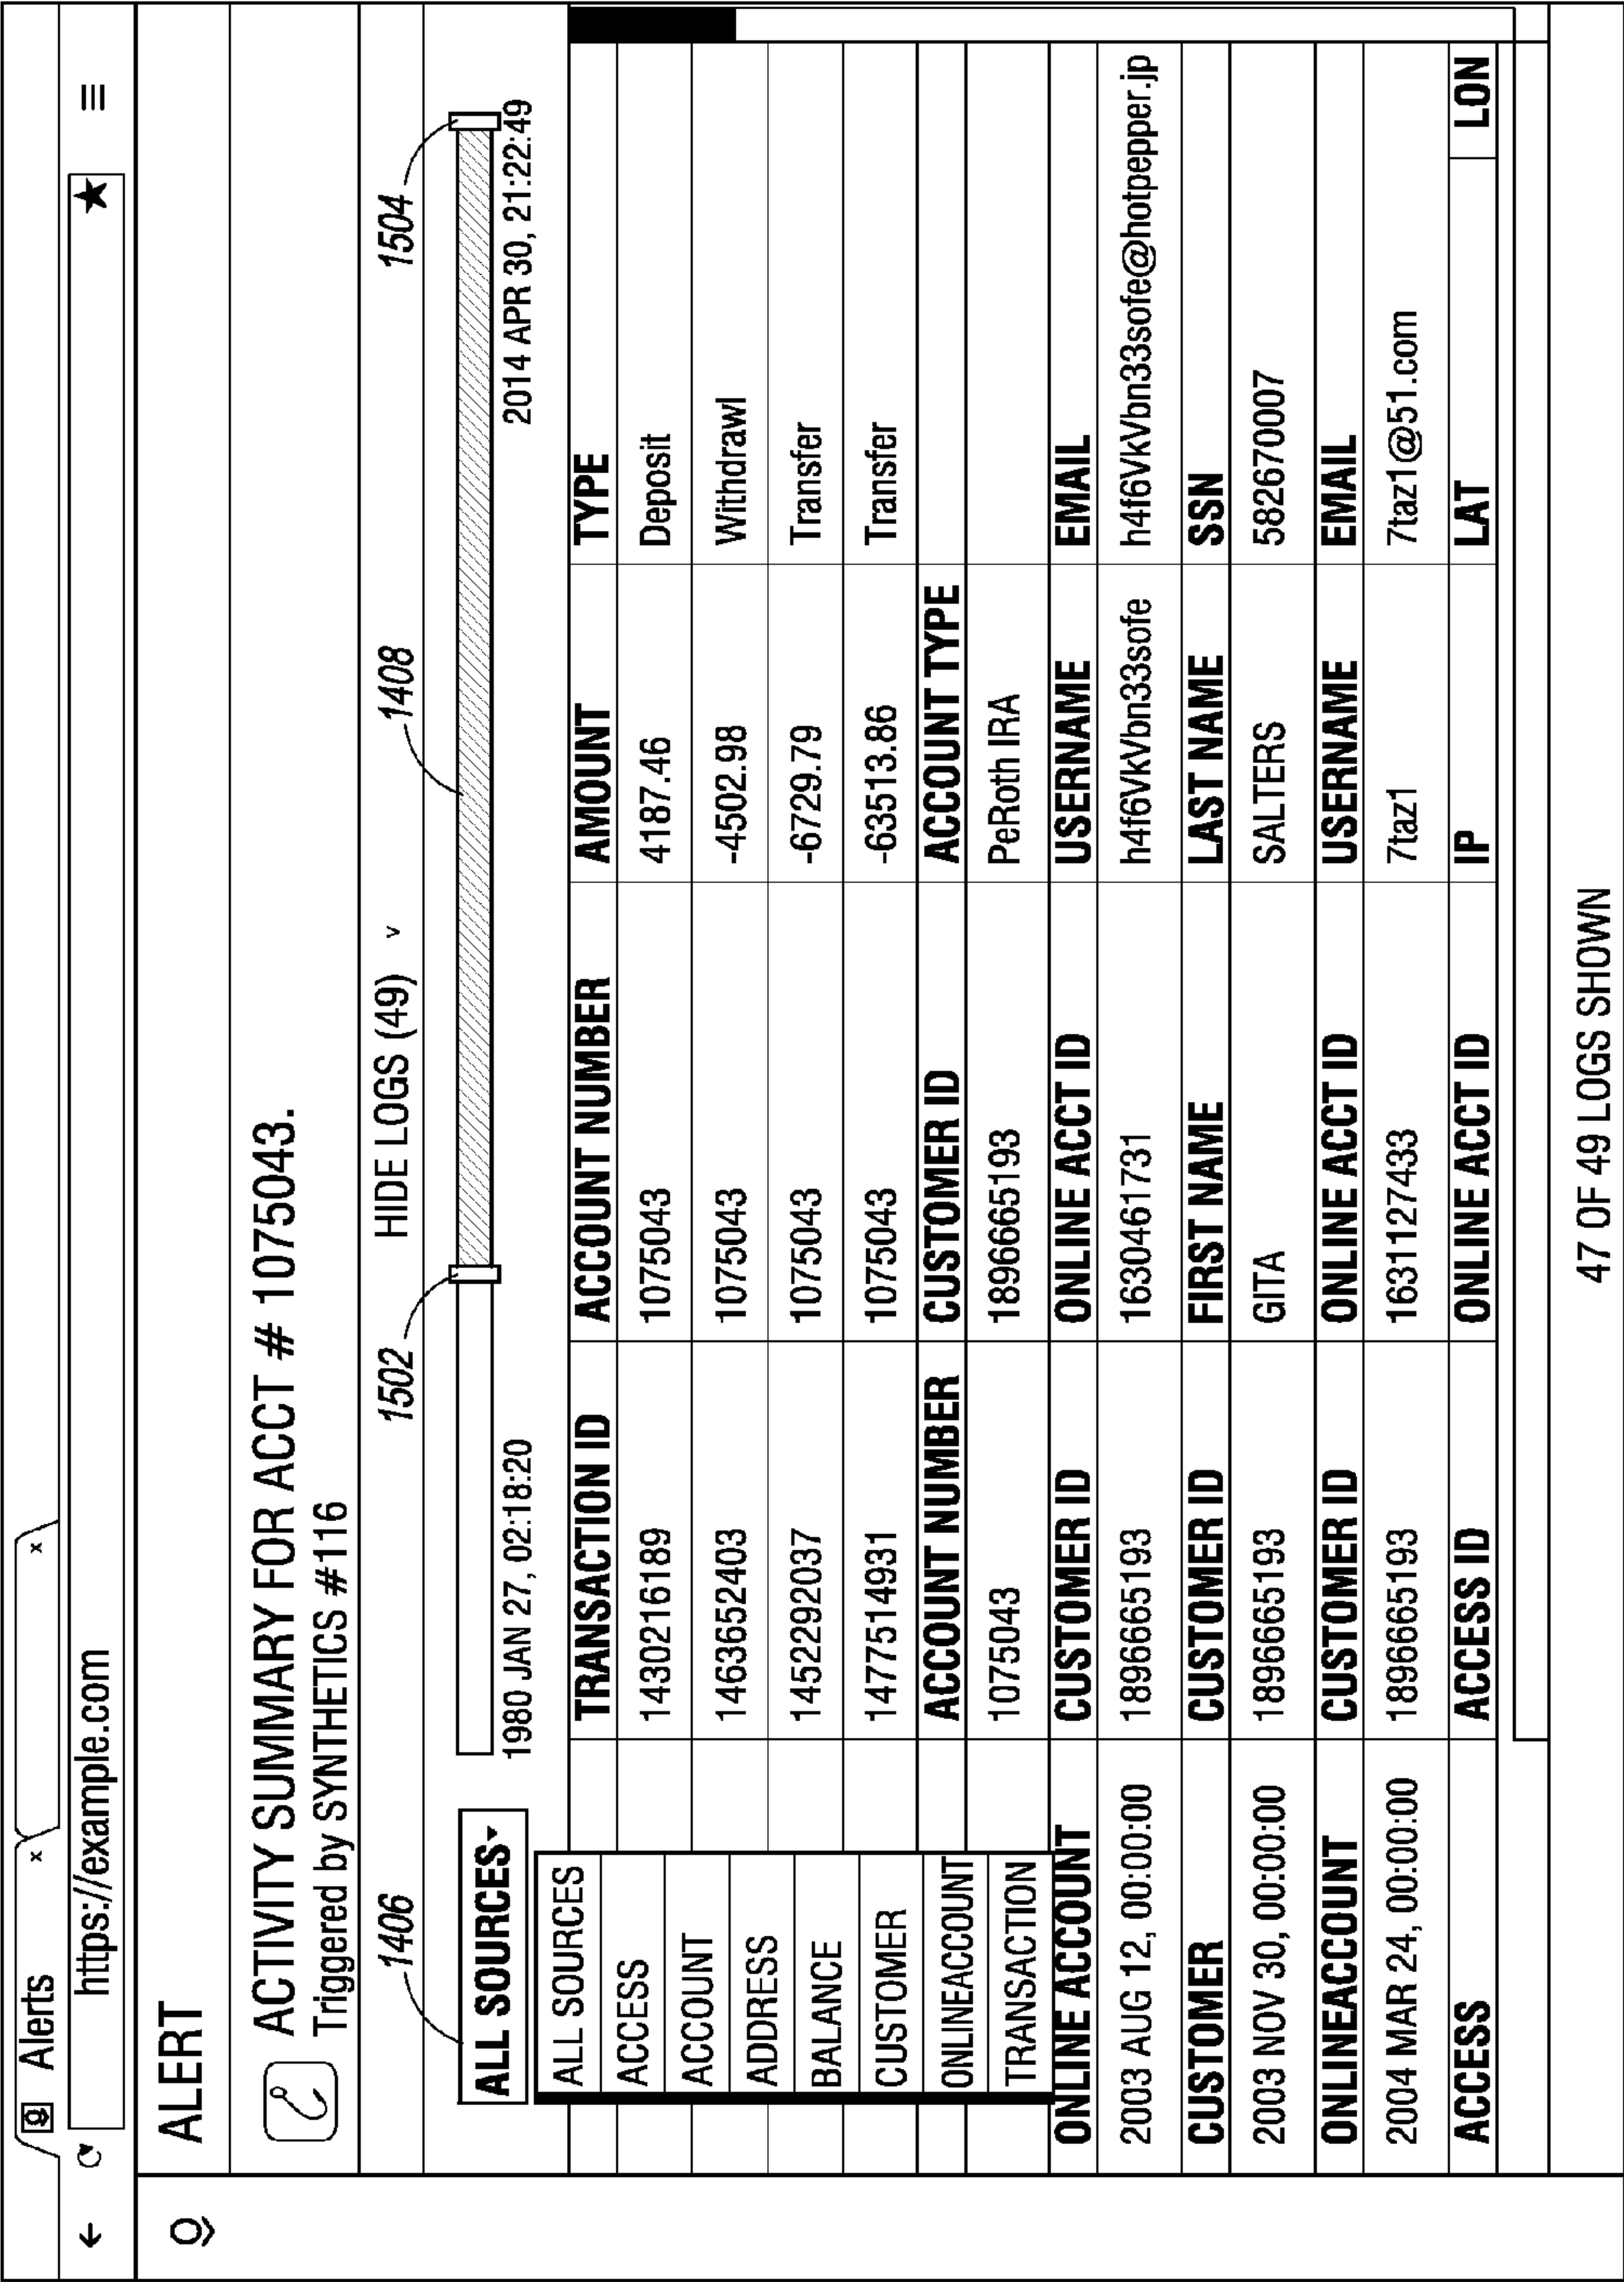 Alerts x x
https://example.com
ALERT
ACTIVITY SUMMARY FOR ACCT # 1075043.
Triggered by SYNTHETICS #116
HIDE LOGS (49) v
1406 1502 1408 1504
ALL SOURCES
1980 JAN 27, 02:18:20 2014 APR 30, 21:22:49
ALL SOURCES
ACCESS
ACCOUNT
ADDRESS
BALANCE
CUSTOMER
ONLINEACCOUNT
TRANSACTION
TRANSACTION ID ACCOUNT NUMBER AMOUNT TYPE
1430216189 1075043 4187.46 Deposit
1463652403 1075043 -4502.98 Withdrawl
1452292037 1075043 -6729.79 Transfer
1477514931 1075043 -63513.86 Transfer
ACCOUNT NUMBER CUSTOMER ID ACCOUNT TYPE
1075043 1896665193 PeRoth IRA
ONLINE ACCOUNT CUSTOMER ID ONLINE ACCT ID USERNAME EMAIL
2003 AUG 12, 00:00:00 1896665193 1630461731 h4f6VkVbn33sofe h4f6VkVbn33sofe@hotpepper.jp
CUSTOMER CUSTOMER ID FIRST NAME LAST NAME SSN
2003 NOV 30, 00:00:00 1896665193 GITA SALTERS 582670007
ONLINEACCOUNT CUSTOMER ID ONLINE ACCT ID USERNAME EMAIL
2004 MAR 24, 00:00:00 1896665193 1631127433 7taz1 7taz1@51.com
ACCESS ACCESS ID ONLINE ACCT ID IP LAT LON
47 OF 49 LOGS SHOWN